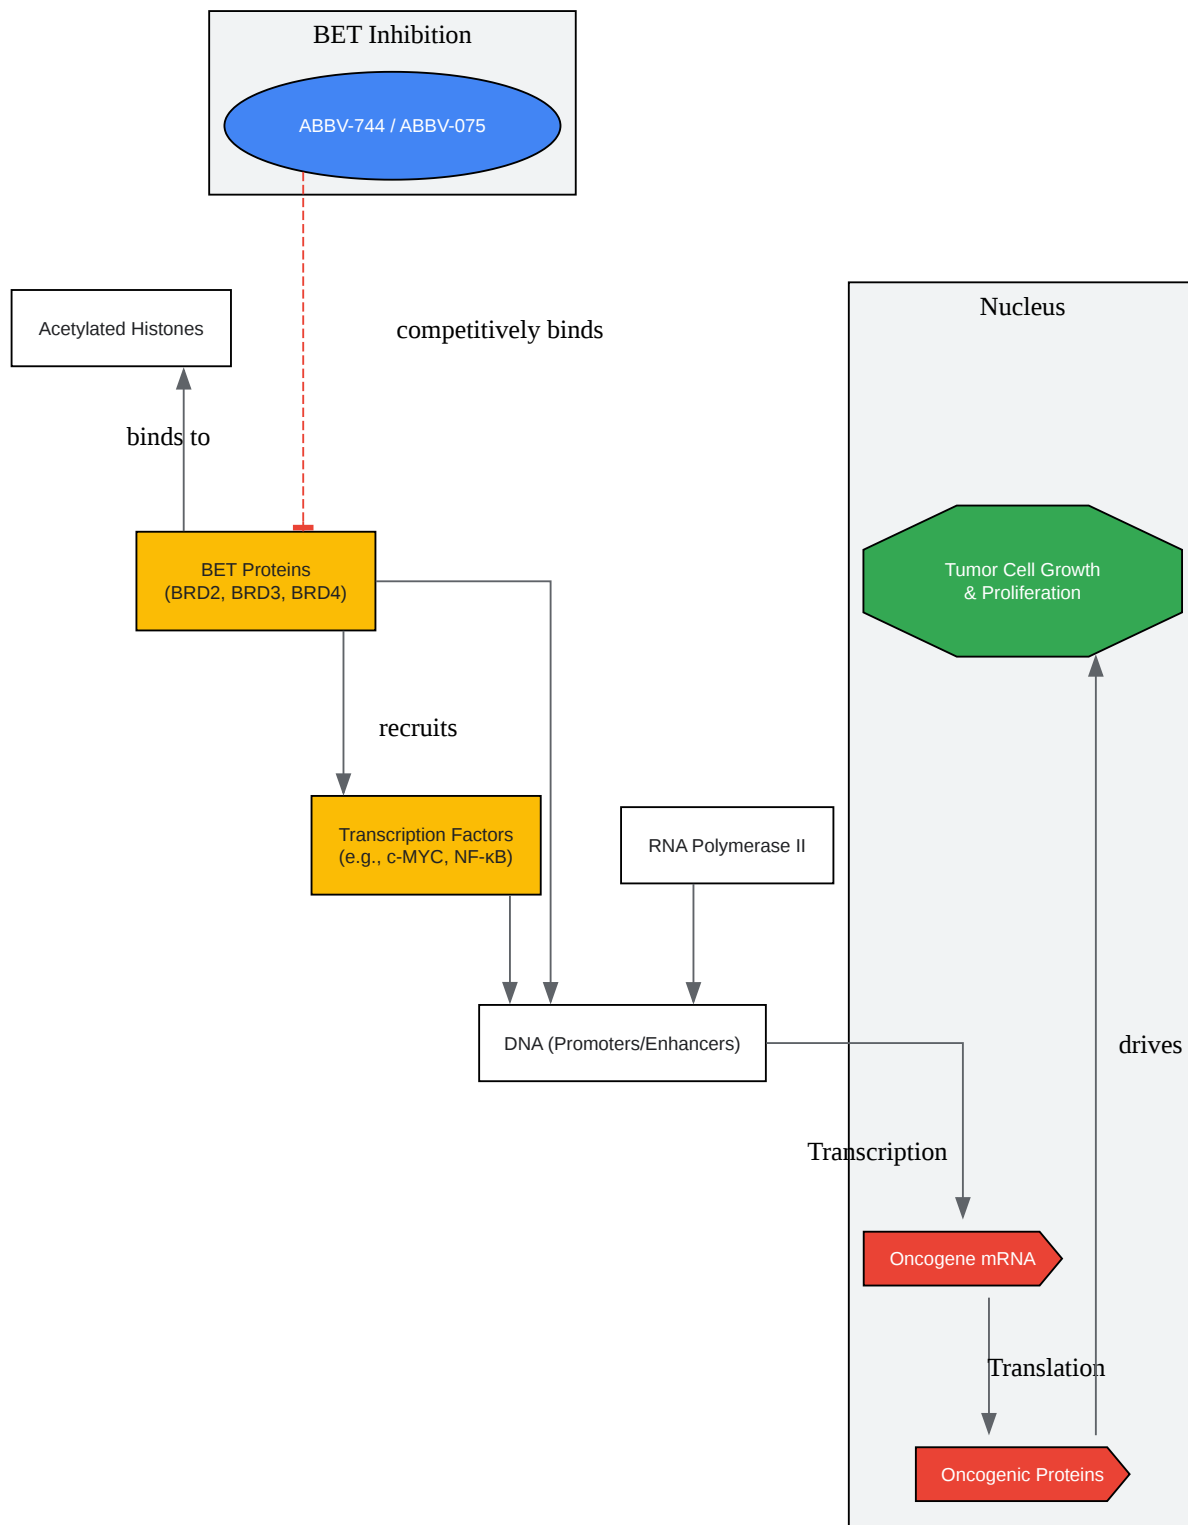 BET Inhibition
ABBV-744 / ABBV-075
Acetylated Histones
competitively binds
Nucleus
binds to
BET Proteins
(BRD2, BRD3, BRD4)
Tumor Cell Growth
& Proliferation
recruits
Transcription Factors
(e.g., c-MYC, NF-κB)
RNA Polymerase II
DNA (Promoters/Enhancers)
drives
Transcription
Oncogene mRNA
Translation
Oncogenic Proteins